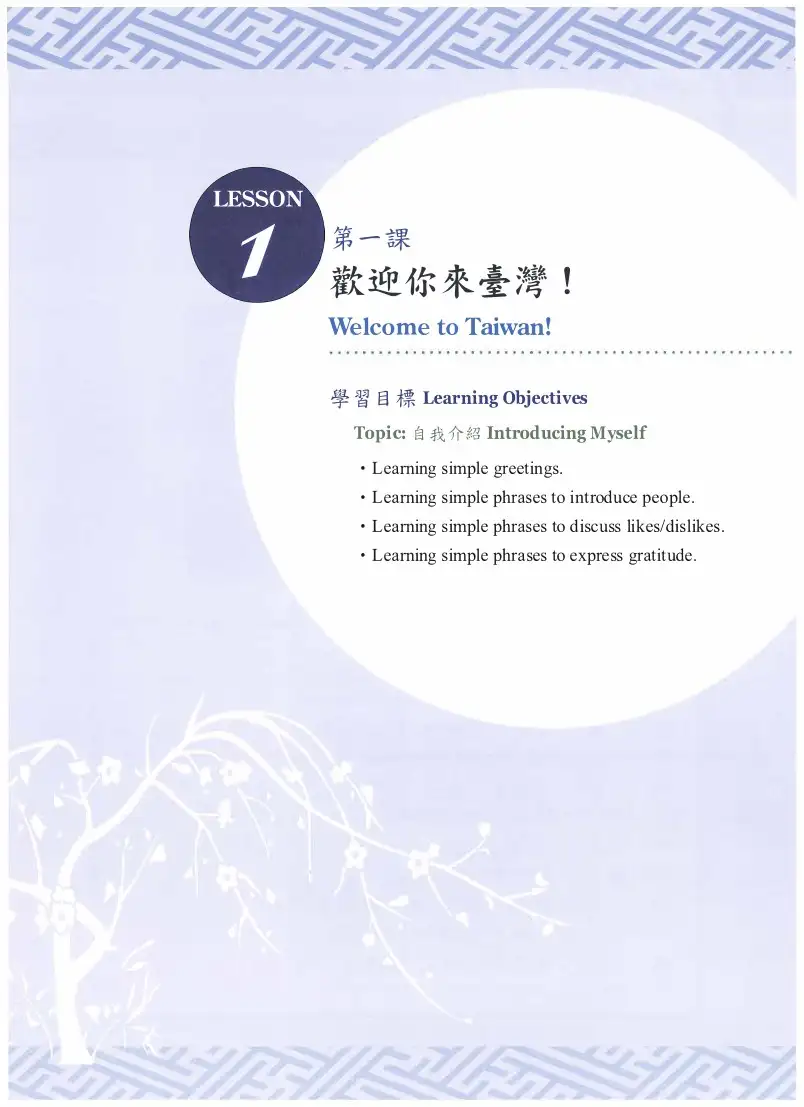 LESSON
1
第一課
歡迎你來臺灣！
Welcome to Taiwan!
學習目標 Learning Objectives
Topic: 自我介紹 Introducing Myself
・Learning simple greetings.
・Learning simple phrases to introduce people.
・Learning simple phrases to discuss likes/dislikes.
・Learning simple phrases to express gratitude.